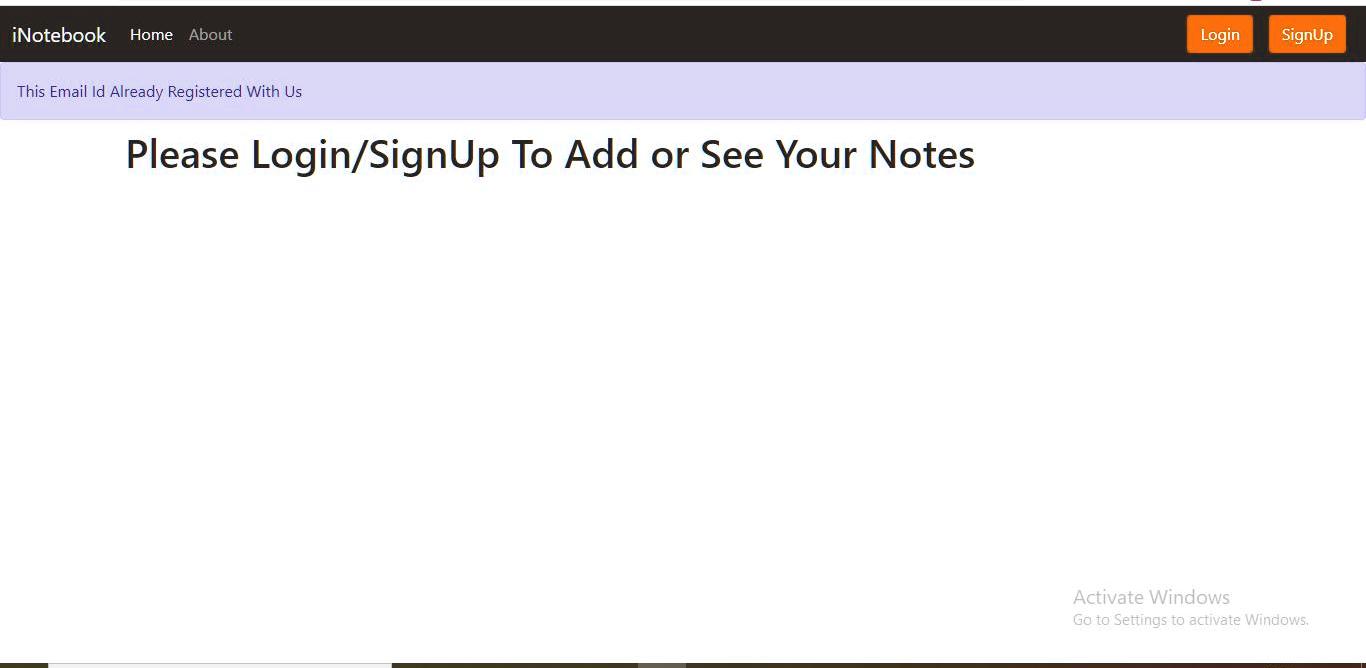 iNotebook Home About Login SignUp
This Email Id Already Registered With Us
Please Login/SignUp To Add or See Your Notes
Activate Windows
Go to Settings to activate Windows.